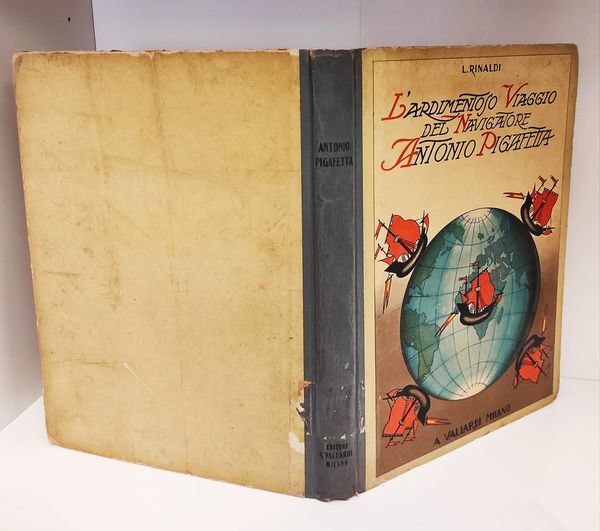 ANTONIO
PIGAFETTA
EDITORE
A. VALLARDI
MILANO
L. RINALDI
L'ARDIMENTOSO VIAGGIO
DEL NAVIGATORE
ANTONIO PIGAFETTA
A VALLARDI MILANO